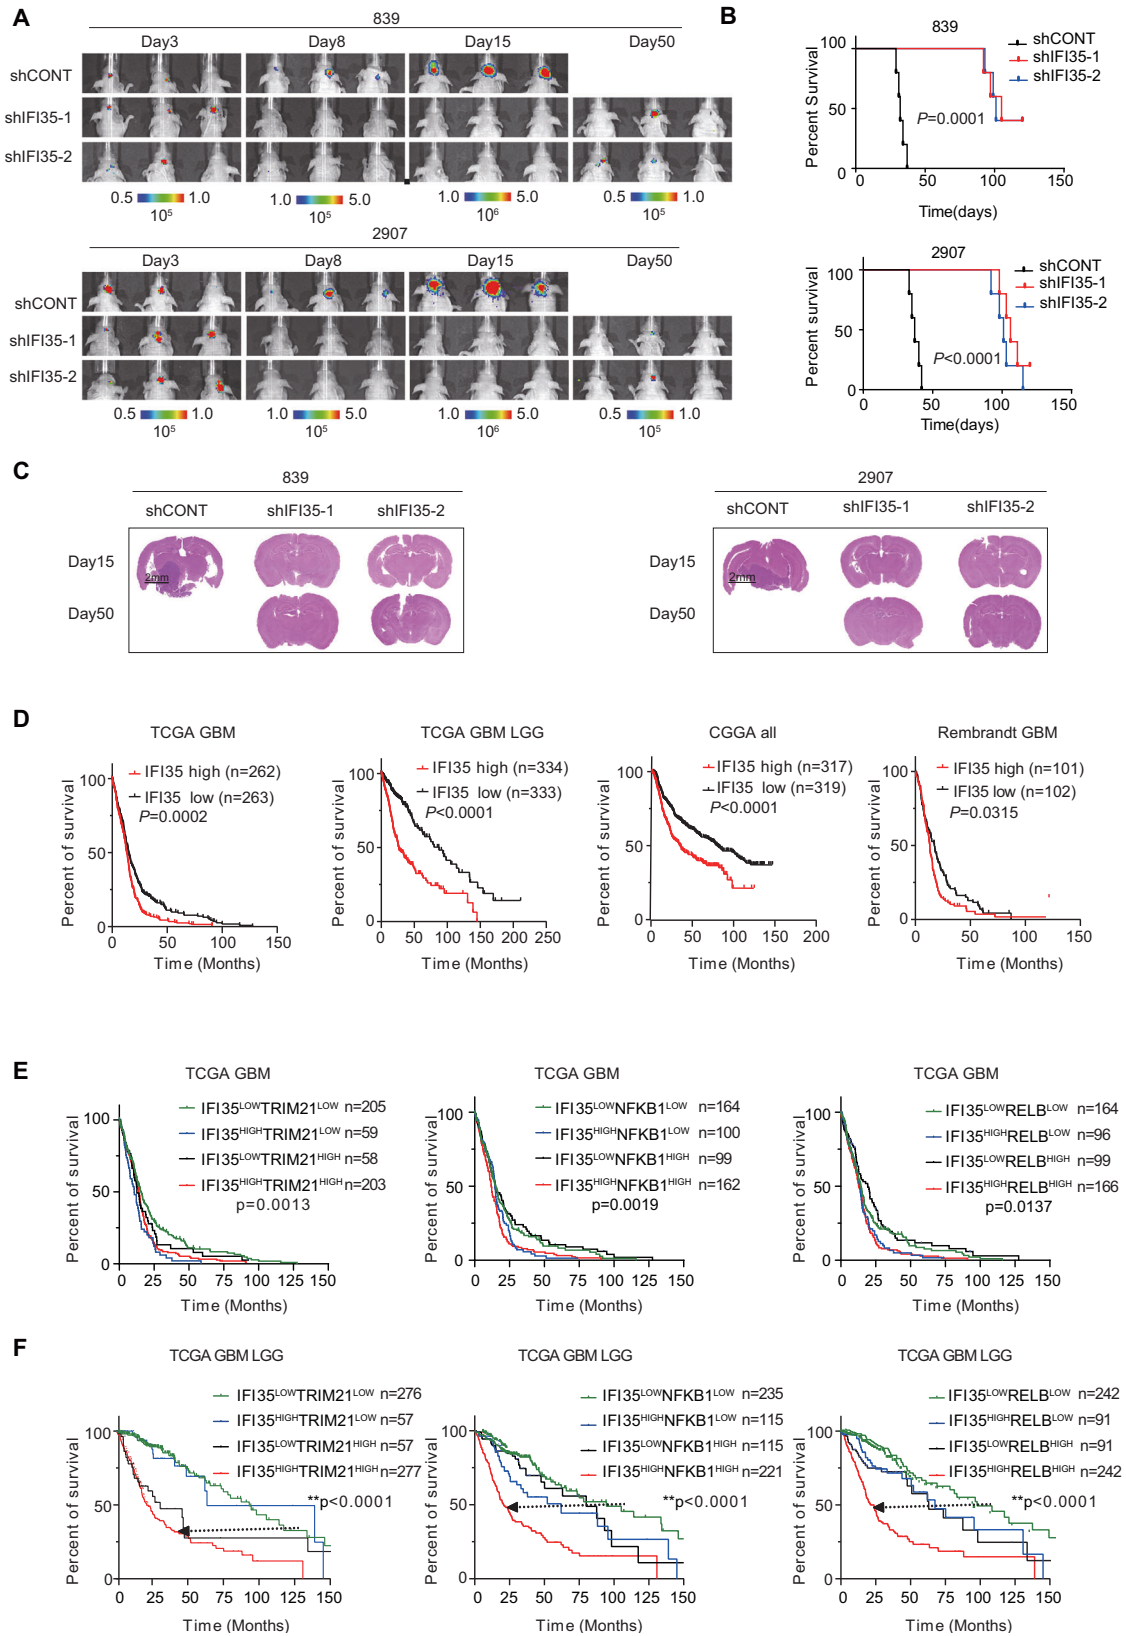 A
839
Day3 Day8 Day15 Day50
shCONT
shIFI35-1
shIFI35-2
0.5 1.0 1.0 5.0 1.0 5.0 0.5 1.0
10⁵ 10⁵ 10⁶ 10⁵
2907
Day3 Day8 Day15 Day50
shCONT
shIFI35-1
shIFI35-2
0.5 1.0 1.0 5.0 1.0 5.0 0.5 1.0
10⁵ 10⁵ 10⁶ 10⁵
B
839
shCONT
shIFI35-1
shIFI35-2
P=0.0001
Percent Survival
100
50
0
0 50 100 150
Time(days)
2907
shCONT
shIFI35-1
shIFI35-2
P<0.0001
Percent survival
100
50
0
0 50 100 150
Time(days)
C
839
shCONT shIFI35-1 shIFI35-2
Day15
2mm
Day50
2907
shCONT shIFI35-1 shIFI35-2
Day15
2mm
Day50
D
TCGA GBM
IFI35 high (n=262)
IFI35 low (n=263)
P=0.0002
Percent of survival
100
50
0
0 50 100 150
Time (Months)
TCGA GBM LGG
IFI35 high (n=334)
IFI35 low (n=333)
P<0.0001
Percent of survival
100
50
0
0 50 100 150 200 250
Time (Months)
CGGA all
IFI35 high (n=317)
IFI35 low (n=319)
P<0.0001
Percent of survival
100
50
0
0 50 100 150 200
Time (Months)
Rembrandt GBM
IFI35 high (n=101)
IFI35 low (n=102)
P=0.0315
Percent of survival
100
50
0
0 50 100 150
Time (Months)
E
TCGA GBM
IFI35LOWTRIM21LOW n=205
IFI35HIGHTRIM21LOW n=59
IFI35LOWTRIM21HIGH n=58
IFI35HIGHTRIM21HIGH n=203
p=0.0013
Percent of survival
100
50
0
0 25 50 75 100 125 150
Time (Months)
TCGA GBM
IFI35LOWNFKB1LOW n=164
IFI35HIGHNFKB1LOW n=100
IFI35LOWNFKB1HIGH n=99
IFI35HIGHNFKB1HIGH n=162
p=0.0019
Percent of survival
100
50
0
0 25 50 75 100 125 150
Time (Months)
TCGA GBM
IFI35LOWRELBLOW n=164
IFI35HIGHRELBLOW n=96
IFI35LOWRELBHIGH n=99
IFI35HIGHRELBHIGH n=166
p=0.0137
Percent of survival
100
50
0
0 25 50 75 100 125 150
Time (Months)
F
TCGA GBM LGG
IFI35LOWTRIM21LOW n=276
IFI35HIGHTRIM21LOW n=57
IFI35LOWTRIM21HIGH n=57
IFI35HIGHTRIM21HIGH n=277
**p<0.0001
Percent of survival
100
50
0
0 25 50 75 100 125 150
Time (Months)
TCGA GBM LGG
IFI35LOWNFKB1LOW n=235
IFI35HIGHNFKB1LOW n=115
IFI35LOWNFKB1HIGH n=115
IFI35HIGHNFKB1HIGH n=221
**p<0.0001
Percent of survival
100
50
0
0 25 50 75 100 125 150
Time (Months)
TCGA GBM LGG
IFI35LOWRELBLOW n=242
IFI35HIGHRELBLOW n=91
IFI35LOWRELBHIGH n=91
IFI35HIGHRELBHIGH n=242
**p<0.0001
Percent of survival
100
50
0
0 25 50 75 100 125 150
Time (Months)